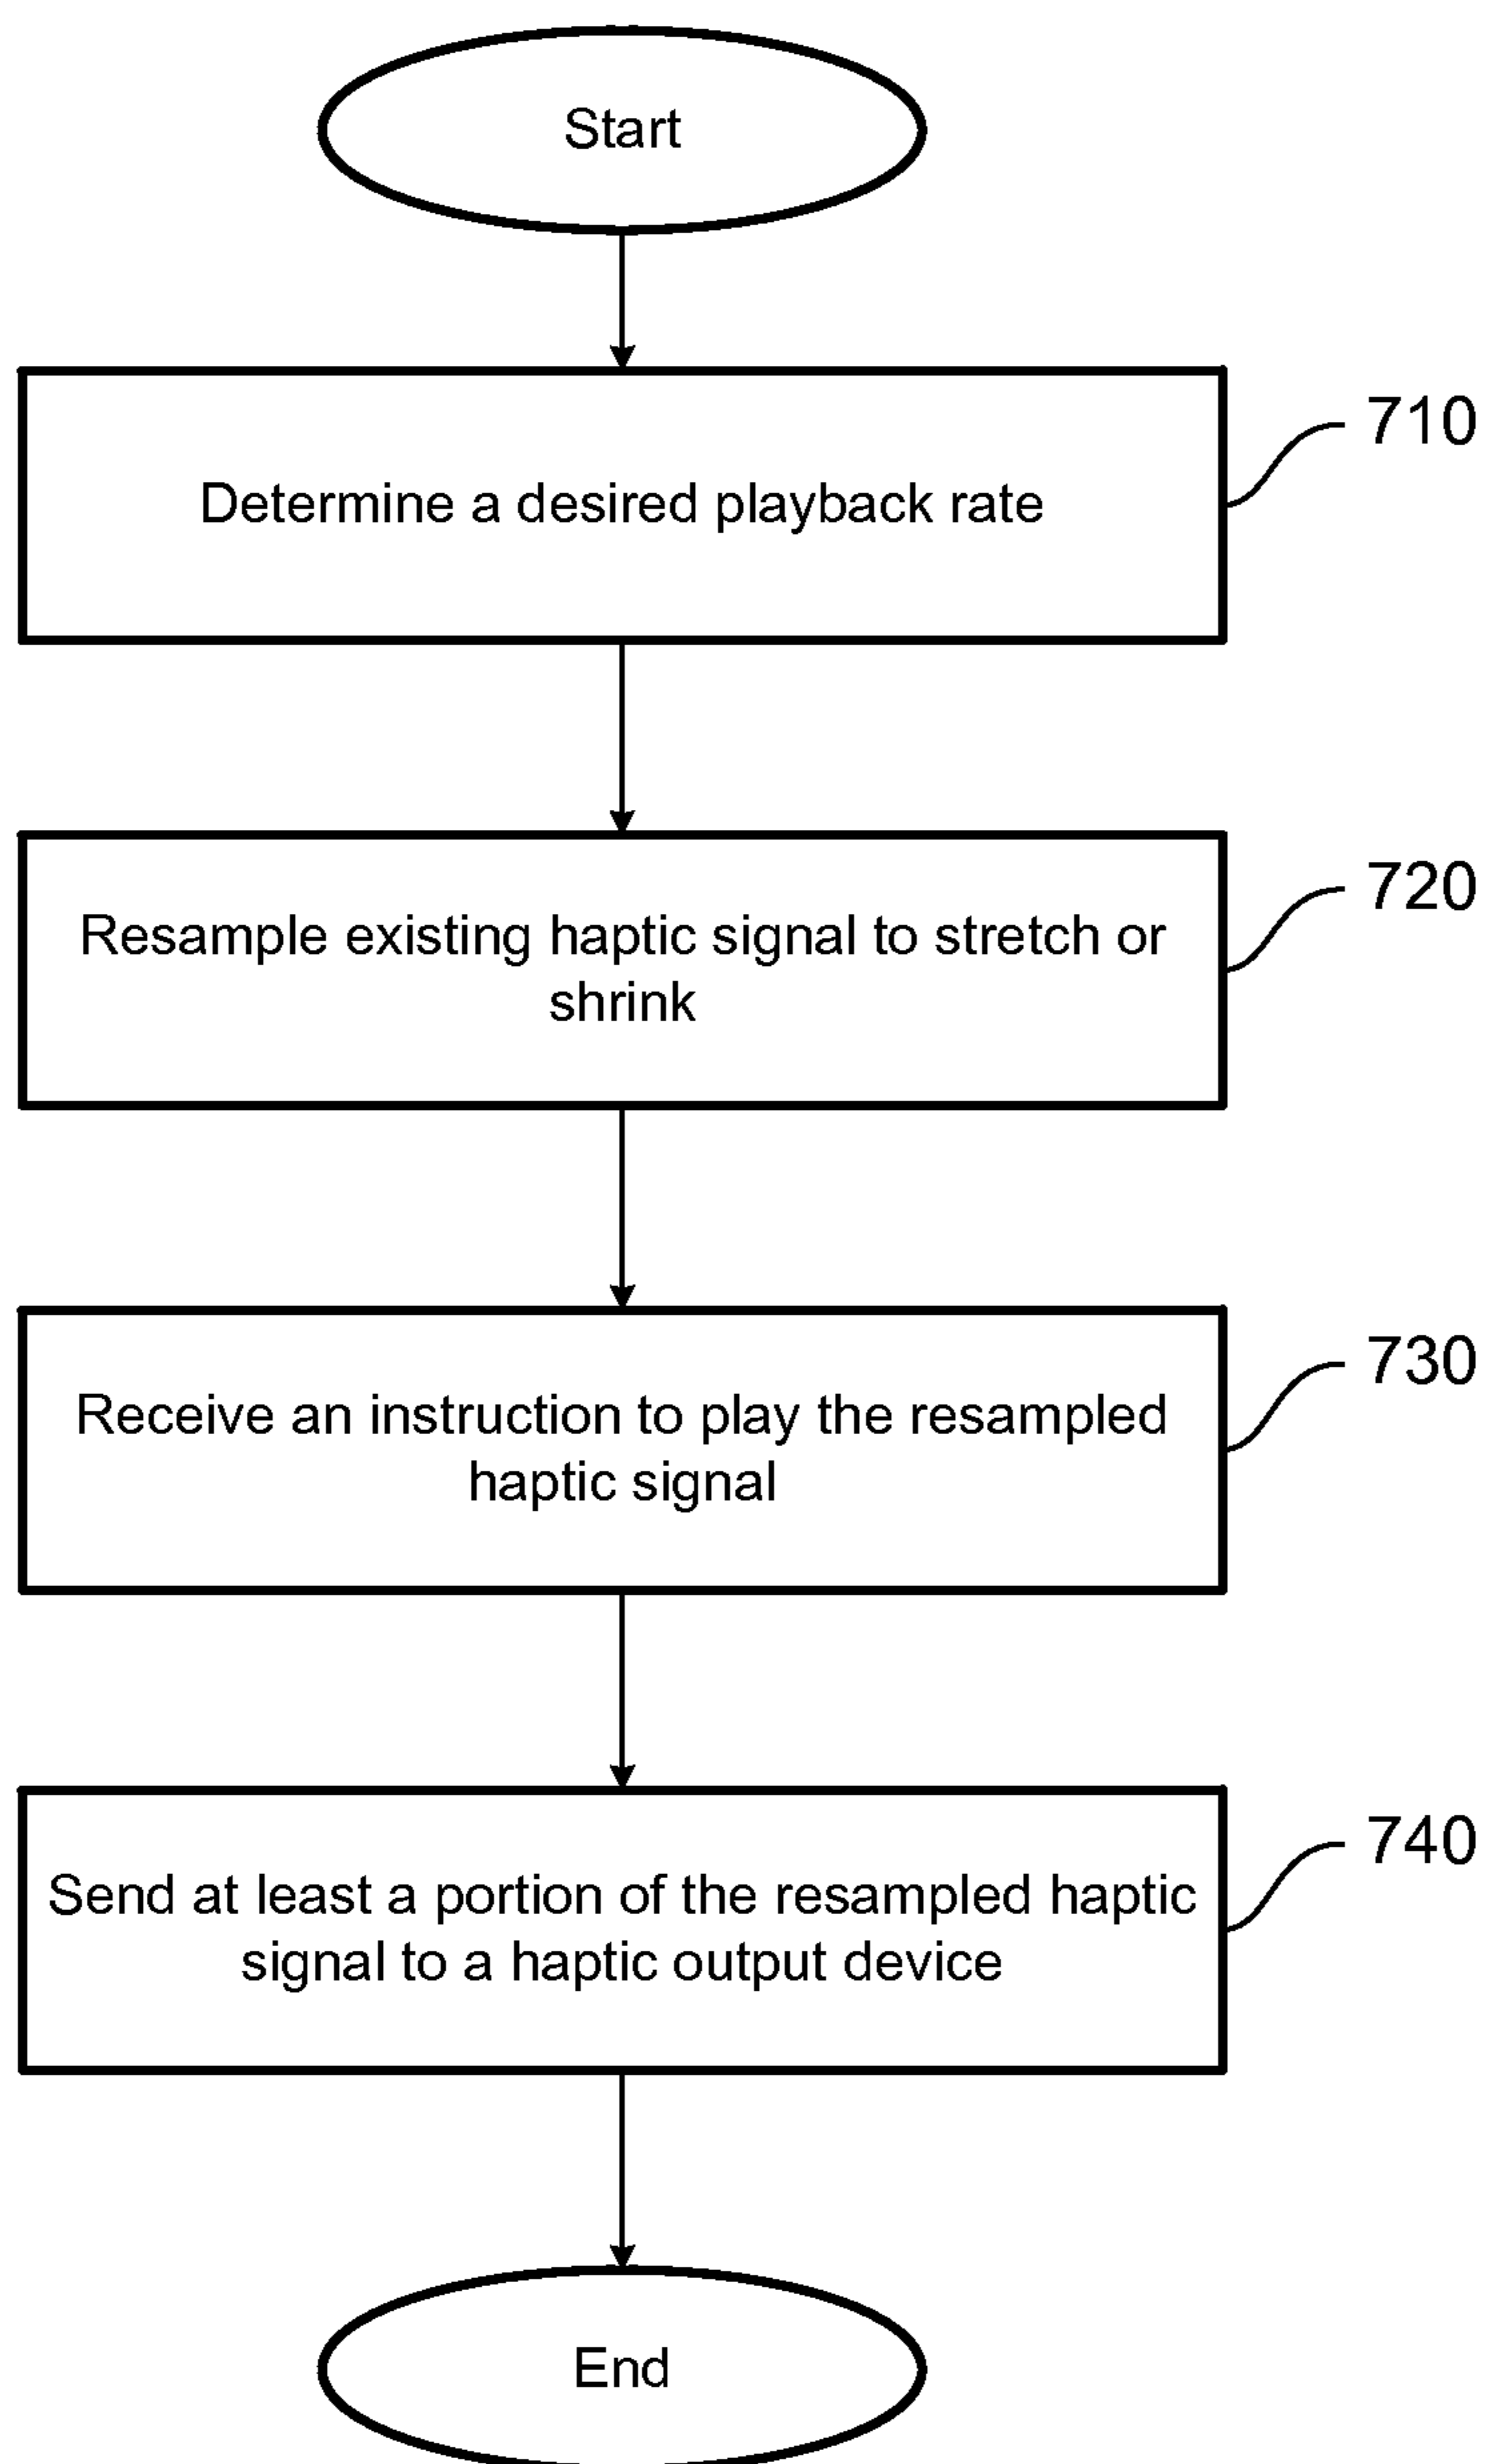 Start
710
Determine a desired playback rate
720
Resample existing haptic signal to stretch or
shrink
730
Receive an instruction to play the resampled
haptic signal
740
Send at least a portion of the resampled haptic
signal to a haptic output device
End